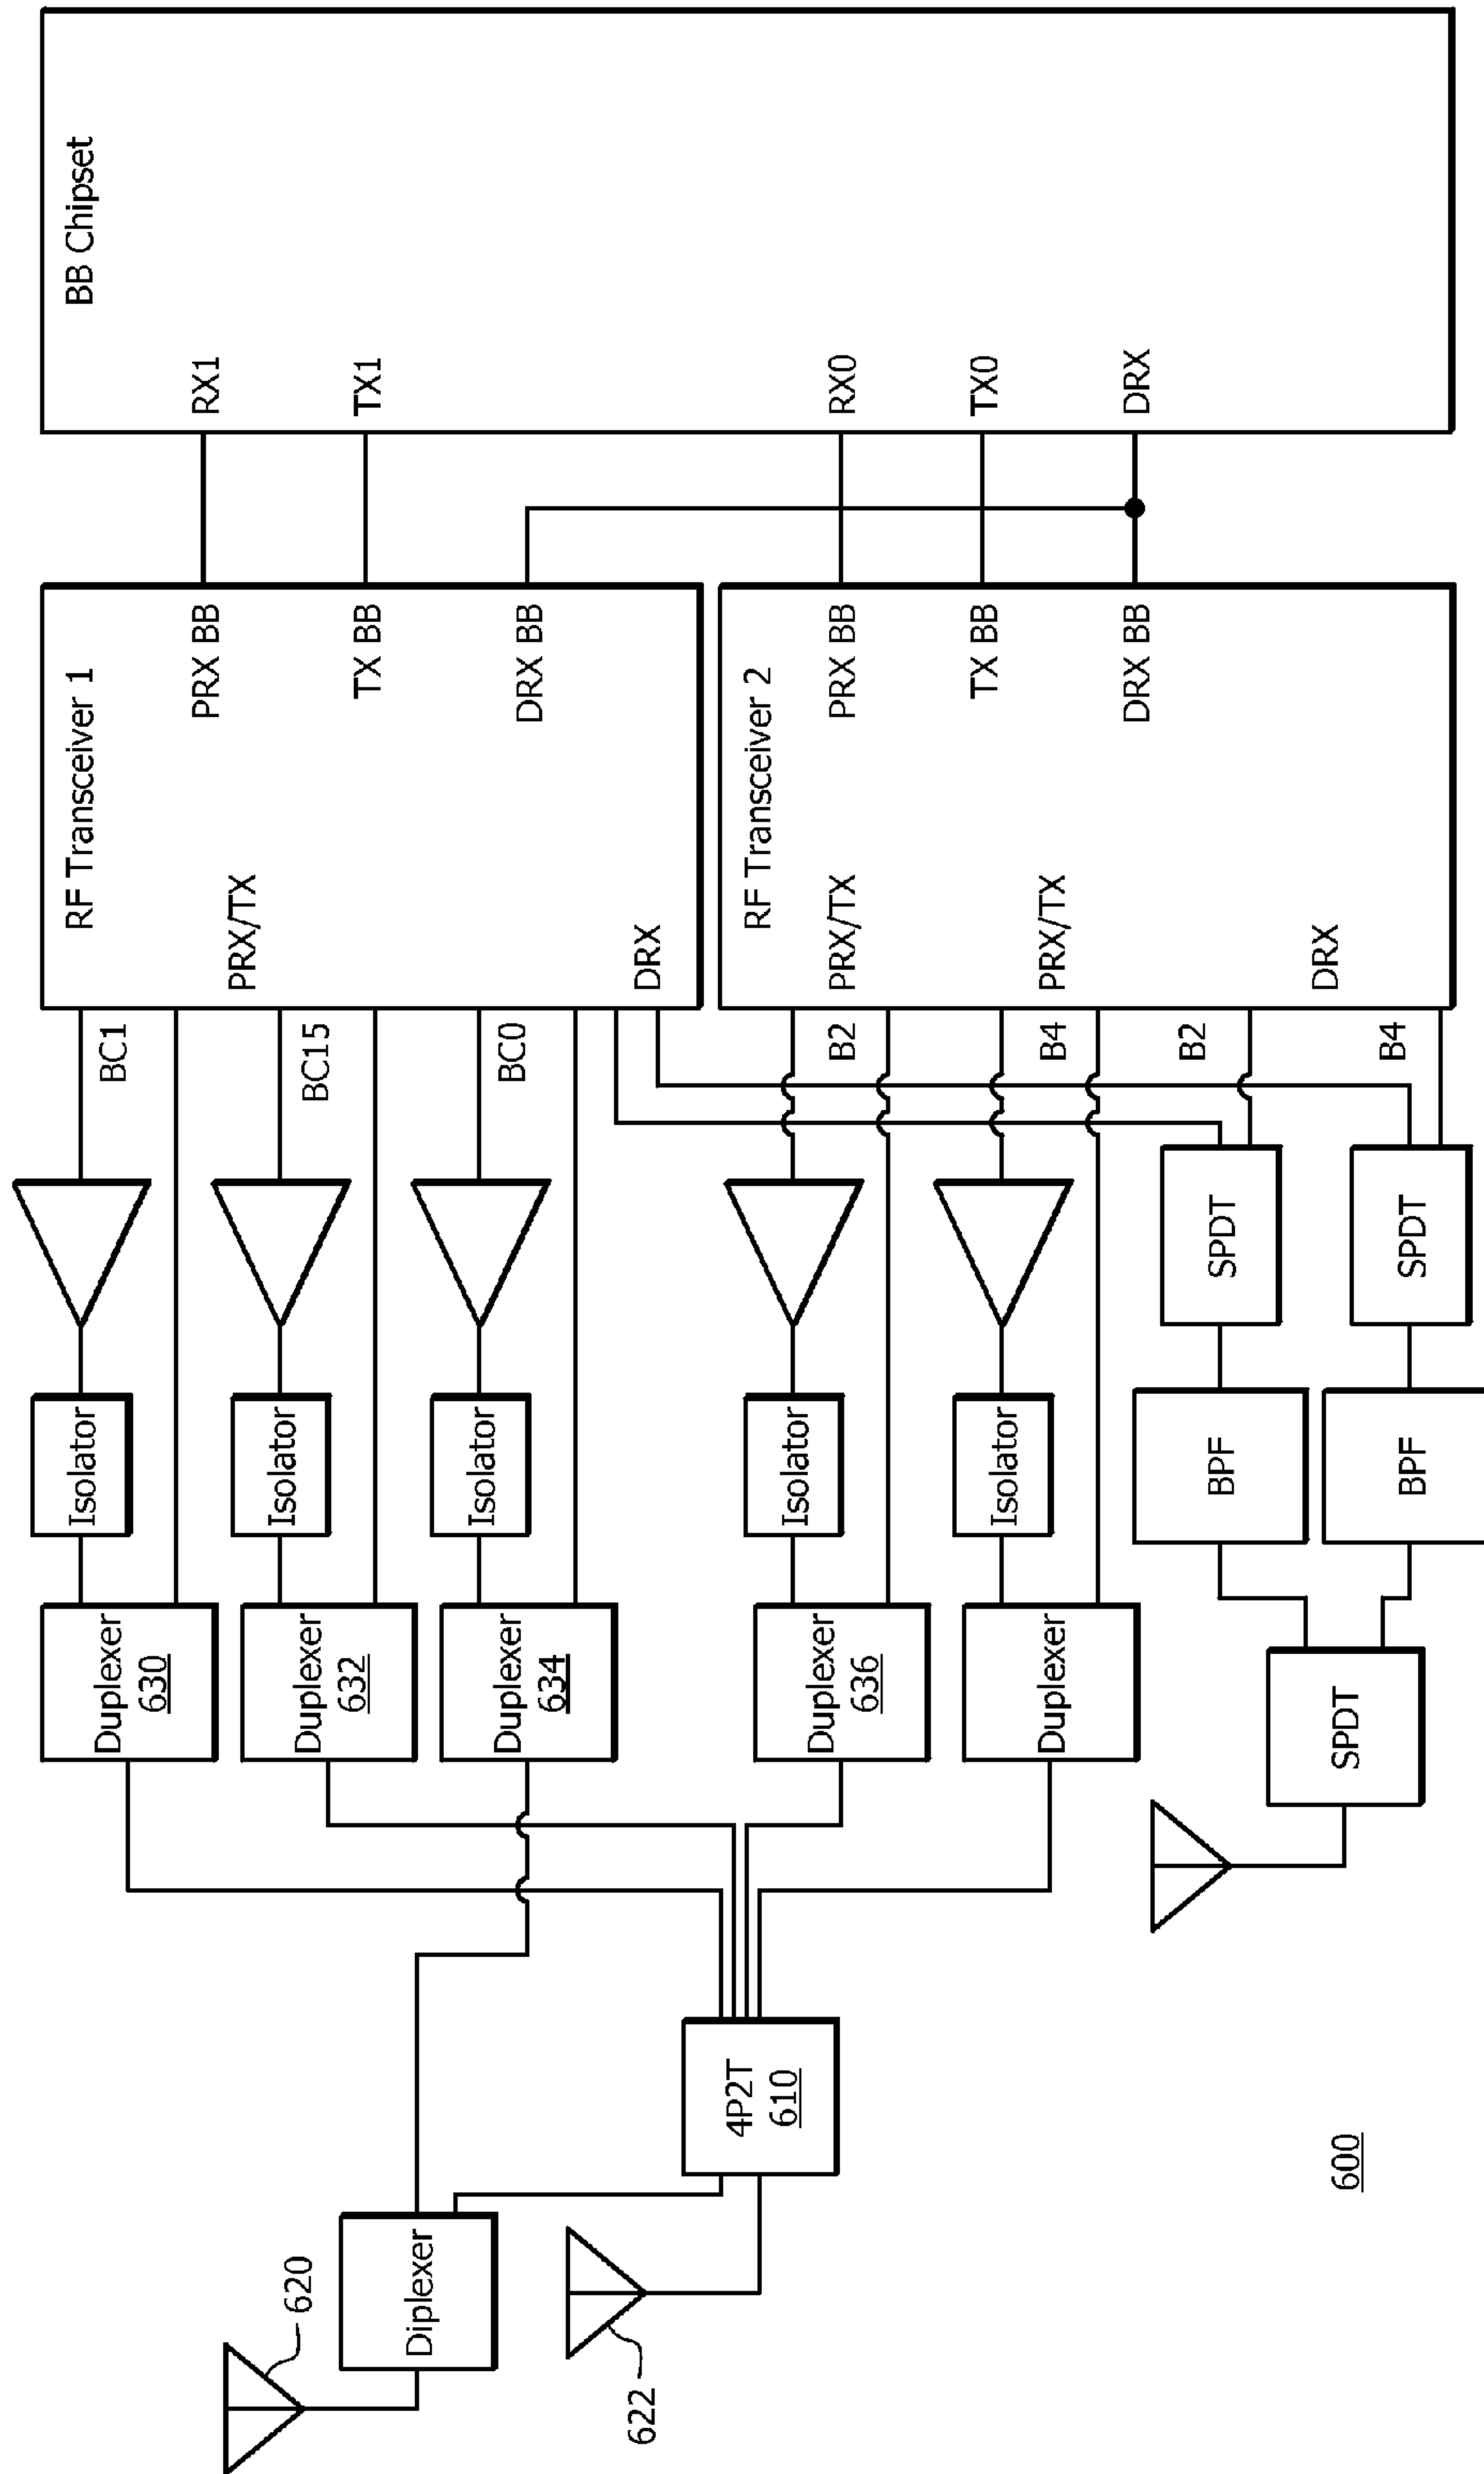 BB Chipset
RX1
TX1
RX0
TX0
DRX
RF Transceiver 1
PRX BB
TX BB
DRX BB
PRX/TX
DRX
RF Transceiver 2
PRX BB
TX BB
DRX BB
PRX/TX
PRX/TX
DRX
BC1
BC15
BC0
B2
B4
B2
B4
SPDT
SPDT
Isolator
Isolator
Isolator
Isolator
Isolator
BPF
BPF
Duplexer
630
Duplexer
632
Duplexer
634
Duplexer
636
Duplexer
SPDT
4P2T
610
Diplexer
620
622
600